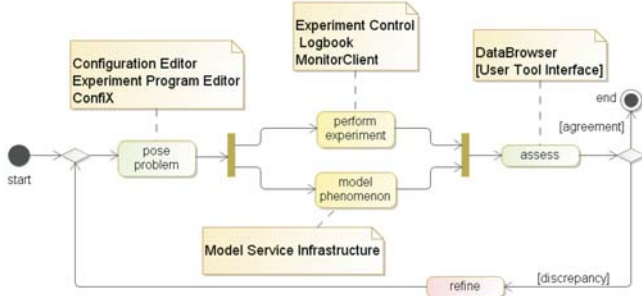 Experiment Control
Logbook
MonitorClient
Configuration Editor
Experiment Program Editor
ConfiX
DataBrowser
[User Tool Interface]
end
perform
experiment
[agreement]
pose
problem
assess
start
model
phenomenon
Model Service Infrastructure
refine
[discrepancy]